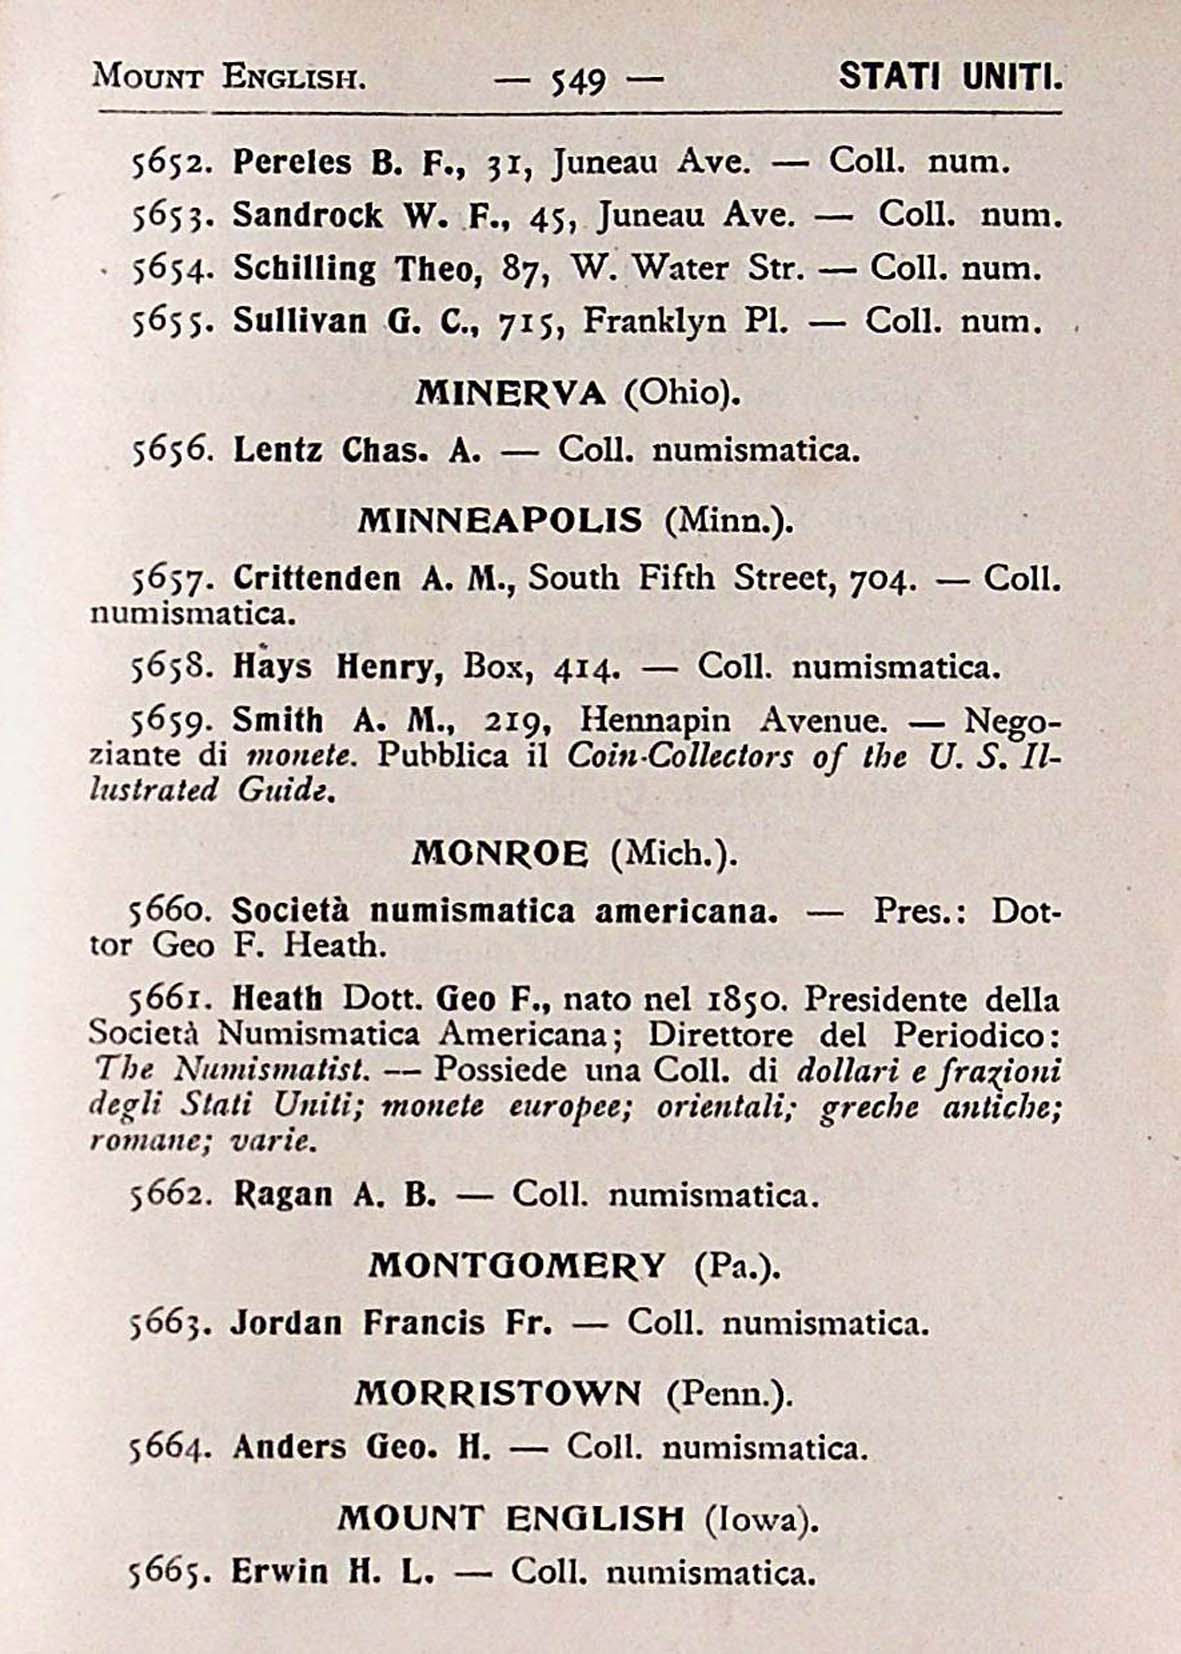 Mount English. — 549 — STATI UNITI.
5652. Pereles B. F., 31, Juneau Ave. — Coll. num.
5653. Sandrock W. F., 45, Juneau Ave. — Coll. num.
5654. Schilling Theo, 87, W. Water Str. — Coll. num.
5655. Sullivan G. C., 715, Franklyn Pl. — Coll. num.
MINERVA (Ohio).
5656. Lentz Chas. A. — Coll. numismatica.
MINNEAPOLIS (Minn.).
5657. Crittenden A. M., South Fifth Street, 704. — Coll.
numismatica.
5658. Hays Henry, Box, 414. — Coll. numismatica.
5659. Smith A. M., 219, Hennapin Avenue. — Nego-
ziante di monete. Pubblica il Coin-Collectors of the U. S. Il-
lustrated Guide.
MONROE (Mich.).
5660. Società numismatica americana. — Pres.: Dot-
tor Geo F. Heath.
5661. Heath Dott. Geo F., nato nel 1850. Presidente della
Società Numismatica Americana; Direttore del Periodico:
The Numismatist. — Possiede una Coll. di dollari e frazioni
degli Stati Uniti; monete europee; orientali; greche antiche;
romane; varie.
5662. Ragan A. B. — Coll. numismatica.
MONTGOMERY (Pa.).
5663. Jordan Francis Fr. — Coll. numismatica.
MORRISTOWN (Penn.).
5664. Anders Geo. H. — Coll. numismatica.
MOUNT ENGLISH (Iowa).
5665. Erwin H. L. — Coll. numismatica.